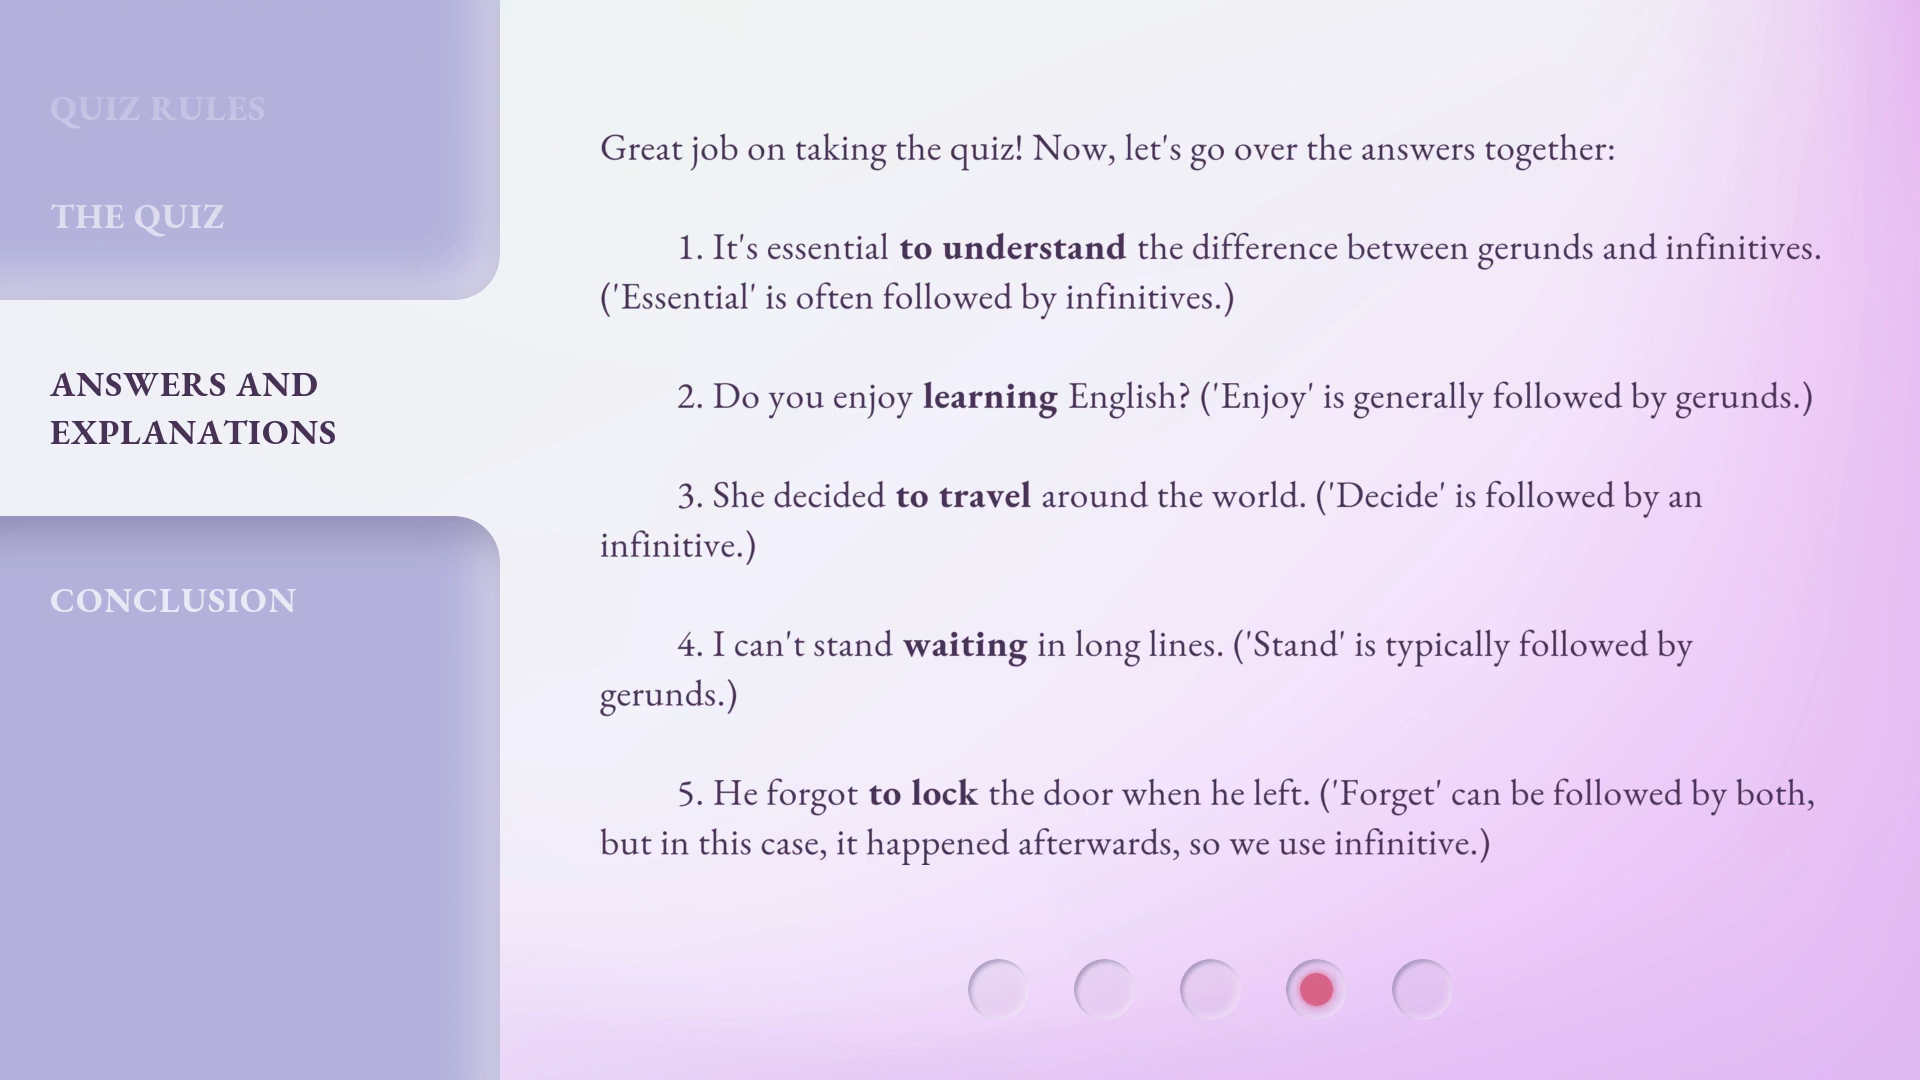 QUIZ RULES
THE QUIZ
ANSWERS AND
EXPLANATIONS
CONCLUSION
Great job on taking the quiz! Now, let's go over the answers together:
1. It's essential to understand the difference between gerunds and infinitives.
('Essential' is often followed by infinitives.)
2. Do you enjoy learning English? ('Enjoy' is generally followed by gerunds.)
3. She decided to travel around the world. ('Decide' is followed by an
infinitive.)
4. I can't stand waiting in long lines. ('Stand' is typically followed by
gerunds.)
5. He forgot to lock the door when he left. ('Forget' can be followed by both,
but in this case, it happened afterwards, so we use infinitive.)